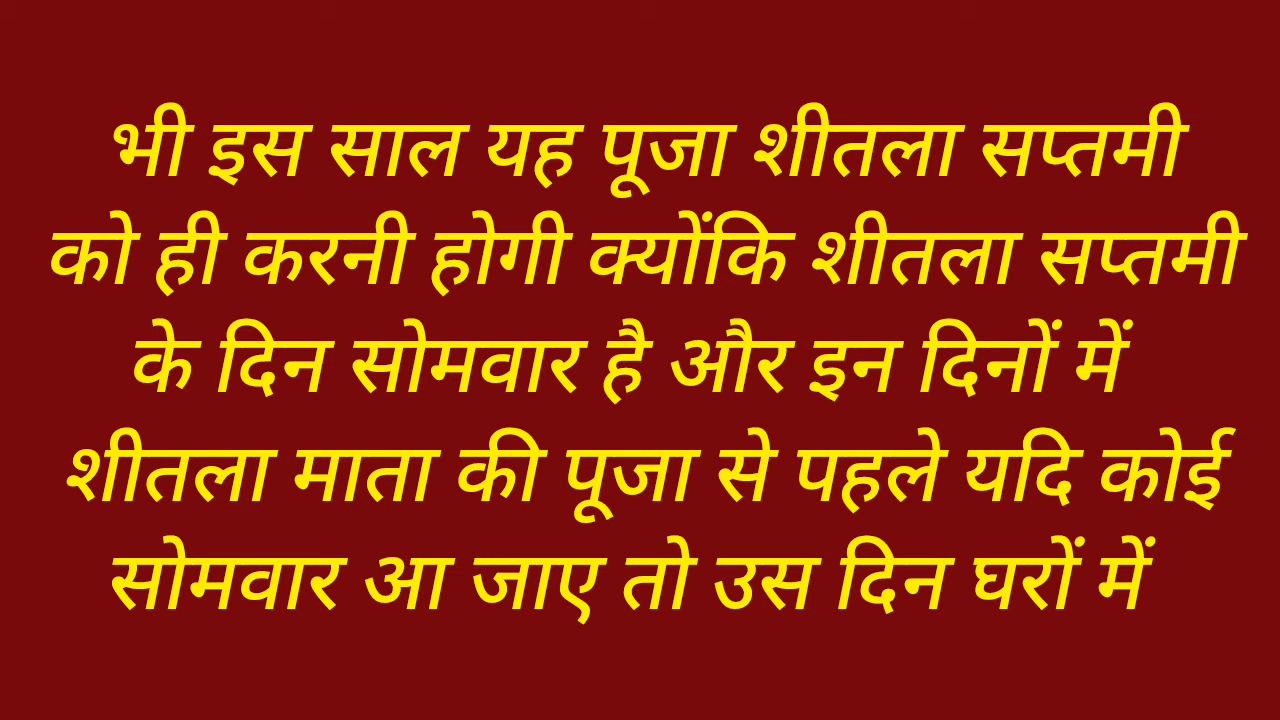 भी इस साल यह पूजा शीतला सप्तमी
को ही करनी होगी क्योंकि शीतला सप्तमी
के दिन सोमवार है और इन दिनों में
शीतला माता की पूजा से पहले यदि कोई
सोमवार आ जाए तो उस दिन घरों में